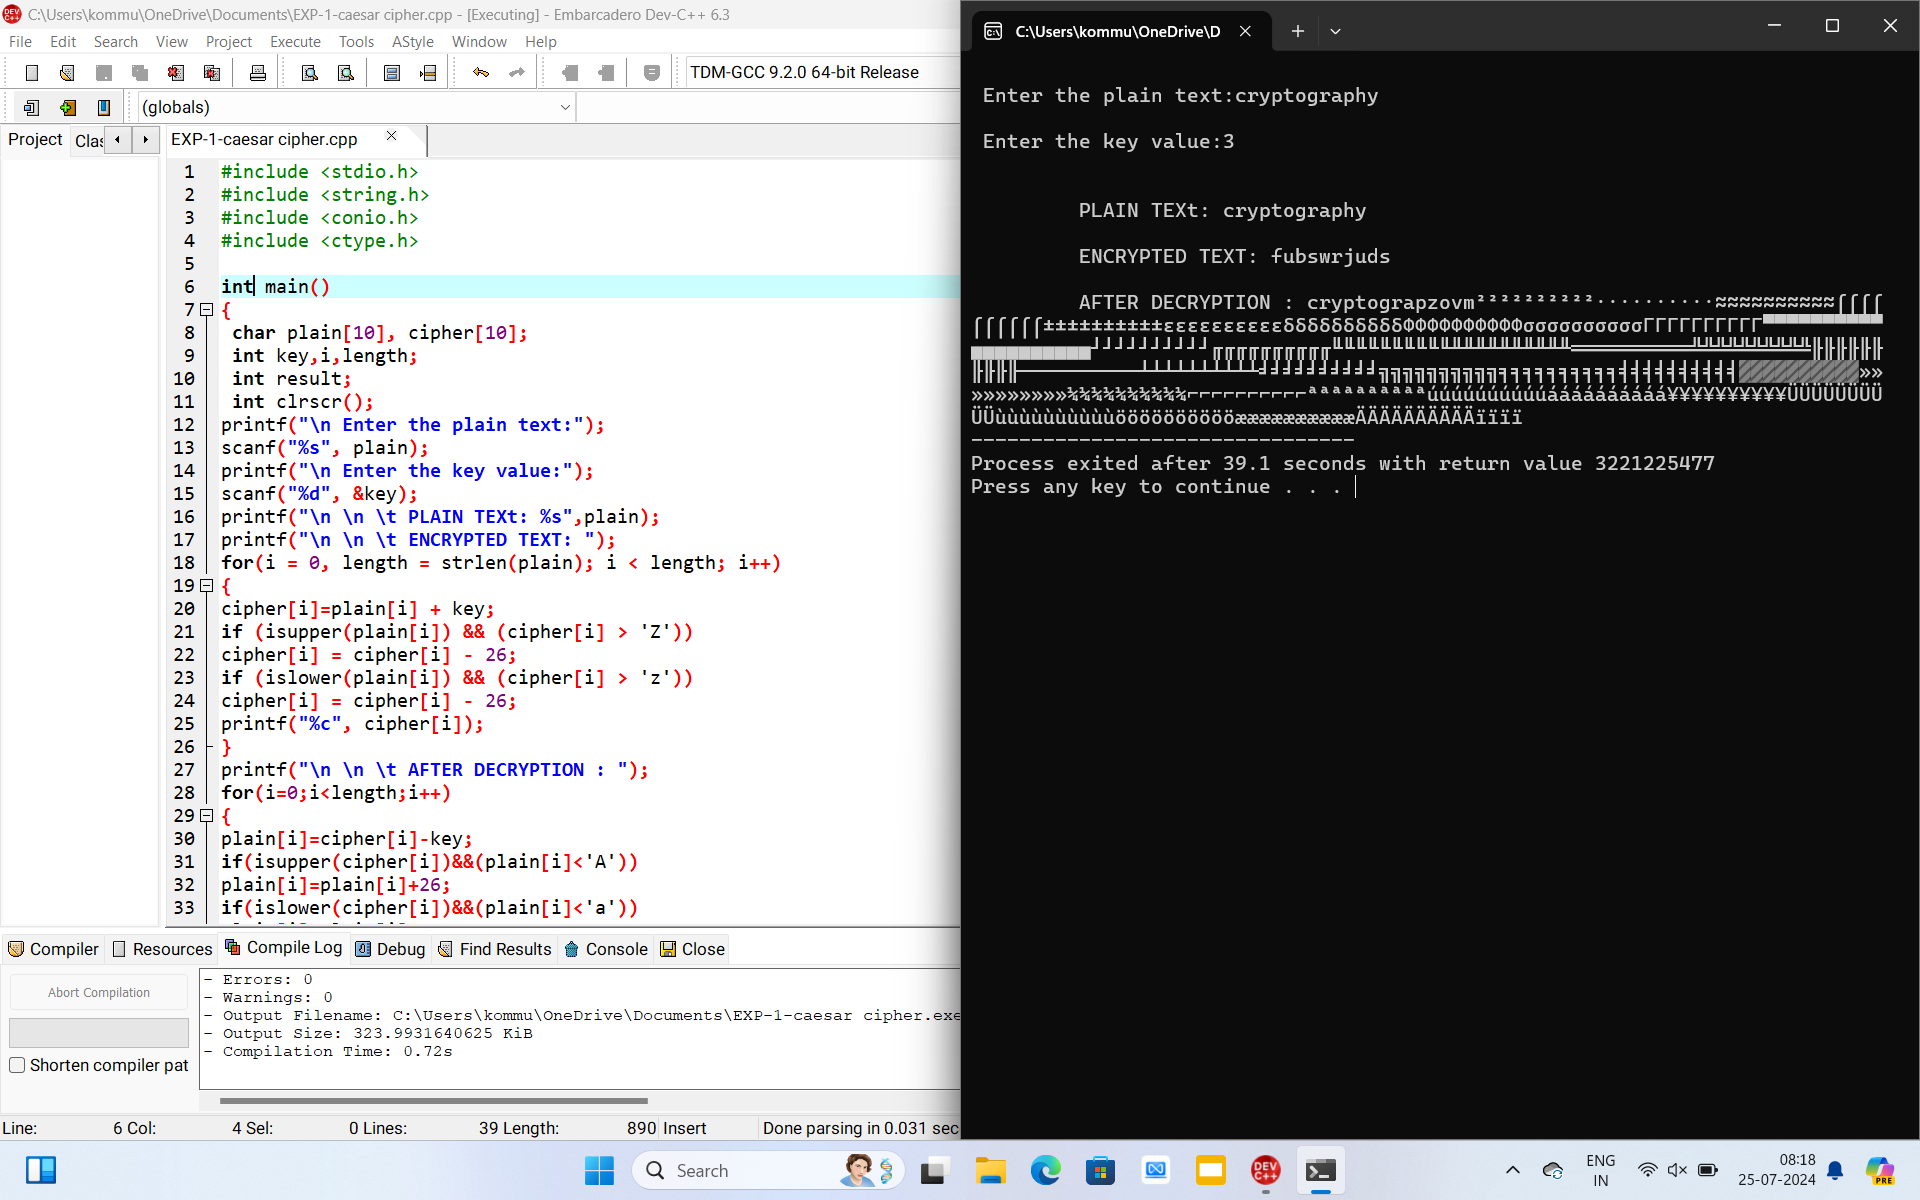 C:\Users\kommu\OneDrive\Documents\EXP-1-caesar cipher.cpp - [Executing] - Embarcadero Dev-C++ 6.3
File Edit Search View Project Execute Tools AStyle Window Help
TDM-GCC 9.2.0 64-bit Release
(globals)
Project Clas
EXP-1-caesar cipher.cpp
1 #include <stdio.h>
2 #include <string.h>
3 #include <conio.h>
4 #include <ctype.h>
5
6 int main()
7 {
8 char plain[10], cipher[10];
9 int key,i,length;
10 int result;
11 int clrscr();
12 printf("\n Enter the plain text:");
13 scanf("%s", plain);
14 printf("\n Enter the key value:");
15 scanf("%d", &key);
16 printf("\n \n \t PLAIN TEXt: %s",plain);
17 printf("\n \n \t ENCRYPTED TEXT: ");
18 for(i = 0, length = strlen(plain); i < length; i++)
19 {
20 cipher[i]=plain[i] + key;
21 if (isupper(plain[i]) && (cipher[i] > 'Z'))
22 cipher[i] = cipher[i] - 26;
23 if (islower(plain[i]) && (cipher[i] > 'z'))
24 cipher[i] = cipher[i] - 26;
25 printf("%c", cipher[i]);
26 }
27 printf("\n \n \t AFTER DECRYPTION : ");
28 for(i=0;i<length;i++)
29 {
30 plain[i]=cipher[i]-key;
31 if(isupper(cipher[i])&&(plain[i]<'A'))
32 plain[i]=plain[i]+26;
33 if(islower(cipher[i])&&(plain[i]<'a'))
Compiler Resources Compile Log Debug Find Results Console Close
Abort Compilation
Shorten compiler pat
- Errors: 0
- Warnings: 0
- Output Filename: C:\Users\kommu\OneDrive\Documents\EXP-1-caesar cipher.exe
- Output Size: 323.9931640625 KiB
- Compilation Time: 0.72s
Line: 6 Col: 4 Sel: 0 Lines: 39 Length: 890 Insert Done parsing in 0.031 sec
C:\Users\kommu\OneDrive\D
Enter the plain text:cryptography
Enter the key value:3
PLAIN TEXt: cryptography
ENCRYPTED TEXT: fubswrjuds
AFTER DECRYPTION : cryptograpzovm
--------------------------------
Process exited after 39.1 seconds with return value 3221225477
Press any key to continue . . .
Search
DEV C++
PRE
ENG
IN
08:18
25-07-2024